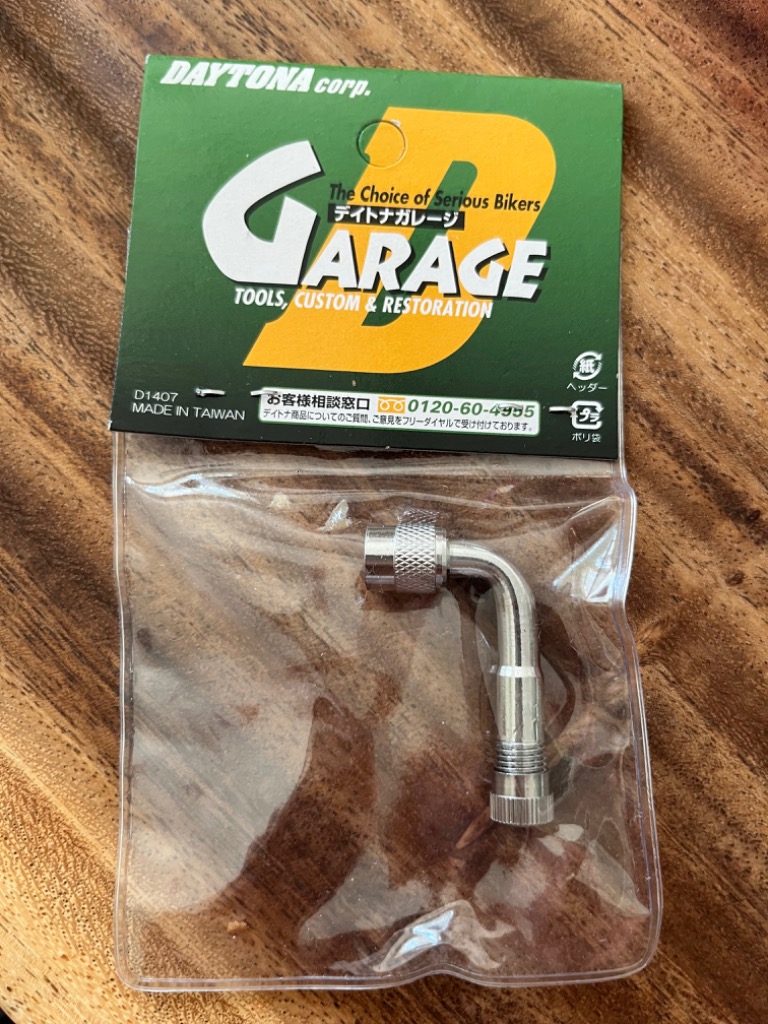 DAYTONA corp.
The Choice of Serious Bikers
デイトナガレージ
GARAGE
TOOLS, CUSTOM & RESTORATION
紙
ヘッダー
D1407
MADE IN TAIWAN
お客様相談窓口 0120-60-4955
デイトナ商品についてのご質問、ご意見をフリーダイヤルで受け付けております。
プラ
ポリ袋